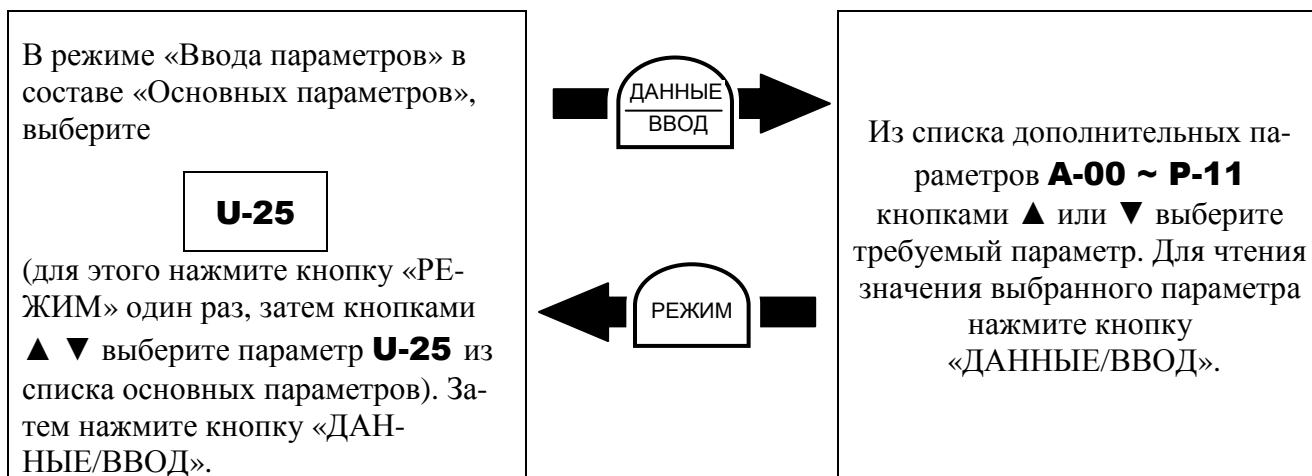 В режиме «Ввода параметров» в
составе «Основных параметров»,
выберите
U-25
(для этого нажмите кнопку «РЕ-
ЖИМ» один раз, затем кнопками
▲ ▼ выберите параметр U-25 из
списка основных параметров). За-
тем нажмите кнопку «ДАН-
НЫЕ/ВВОД».
ДАННЫЕ
ВВОД
РЕЖИМ
Из списка дополнительных па-
раметров A-00 ~ P-11
кнопками ▲ или ▼ выберите
требуемый параметр. Для чтения
значения выбранного параметра
нажмите кнопку
«ДАННЫЕ/ВВОД».